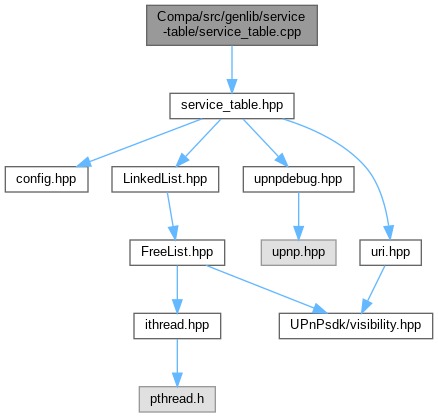 Compa/src/genlib/service
-table/service_table.cpp
service_table.hpp
config.hpp
LinkedList.hpp
upnpdebug.hpp
FreeList.hpp
upnp.hpp
uri.hpp
ithread.hpp
UPnPsdk/visibility.hpp
pthread.h